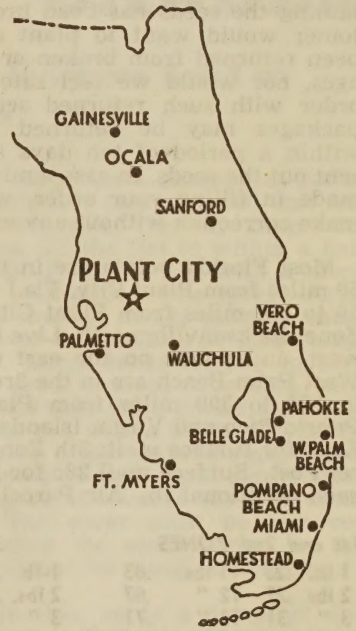 GAINESVILLE
OCALA
SANFORD
PLANT CITY
VERO
BEACH
PALMETTO
WAUCHULA
PAHOKEE
BELLE GLADE
W. PALM
BEACH
FT. MYERS
POMPANO
BEACH
MIAMI
HOMESTEAD